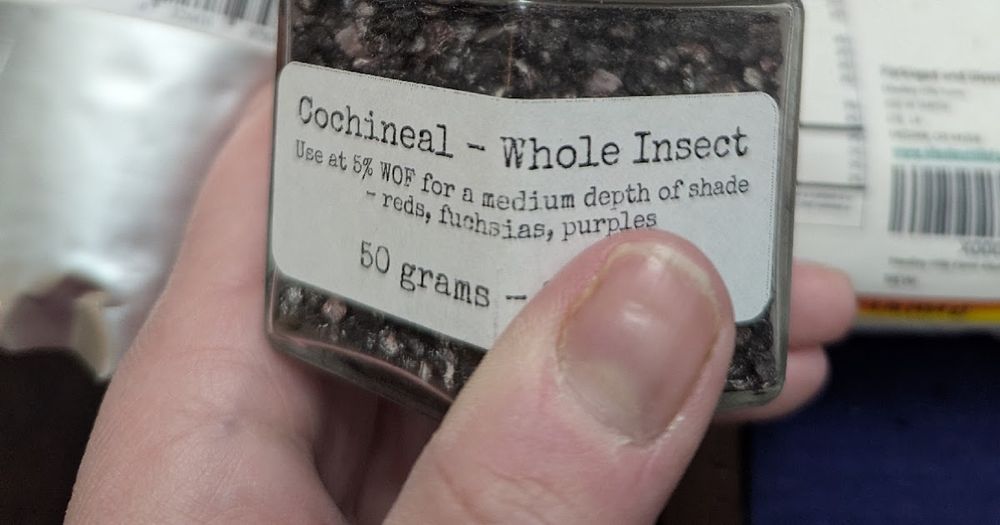 Cochineal - Whole Insect
Use at 5% WOF for a medium depth of shade
- reds, fuchsias, purples
50 grams -